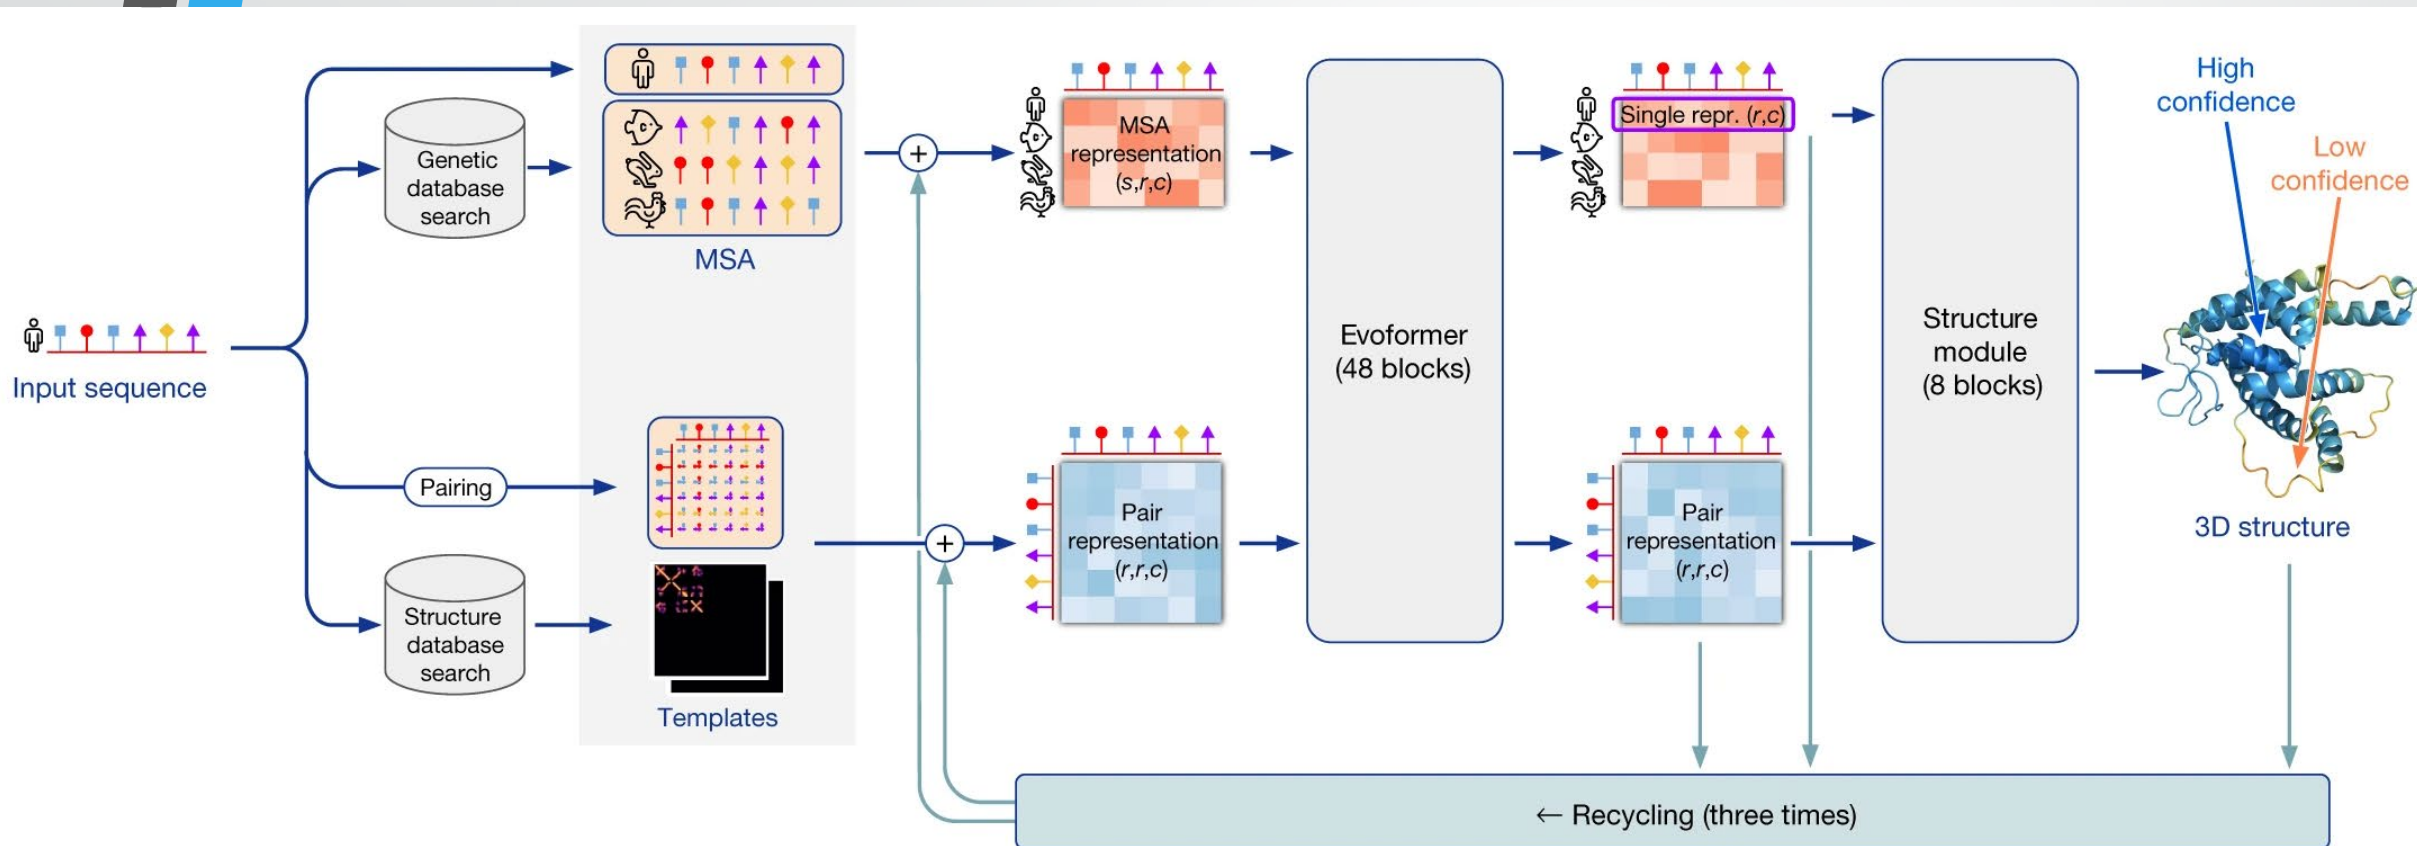 Input sequence
Genetic
database
search
Pairing
Structure
database
search
MSA
Templates
+
+
MSA
representation
(s,r,c)
Pair
representation
(r,r,c)
Evoformer
(48 blocks)
Single repr. (r,c)
Pair
representation
(r,r,c)
Structure
module
(8 blocks)
High
confidence
Low
confidence
3D structure
← Recycling (three times)